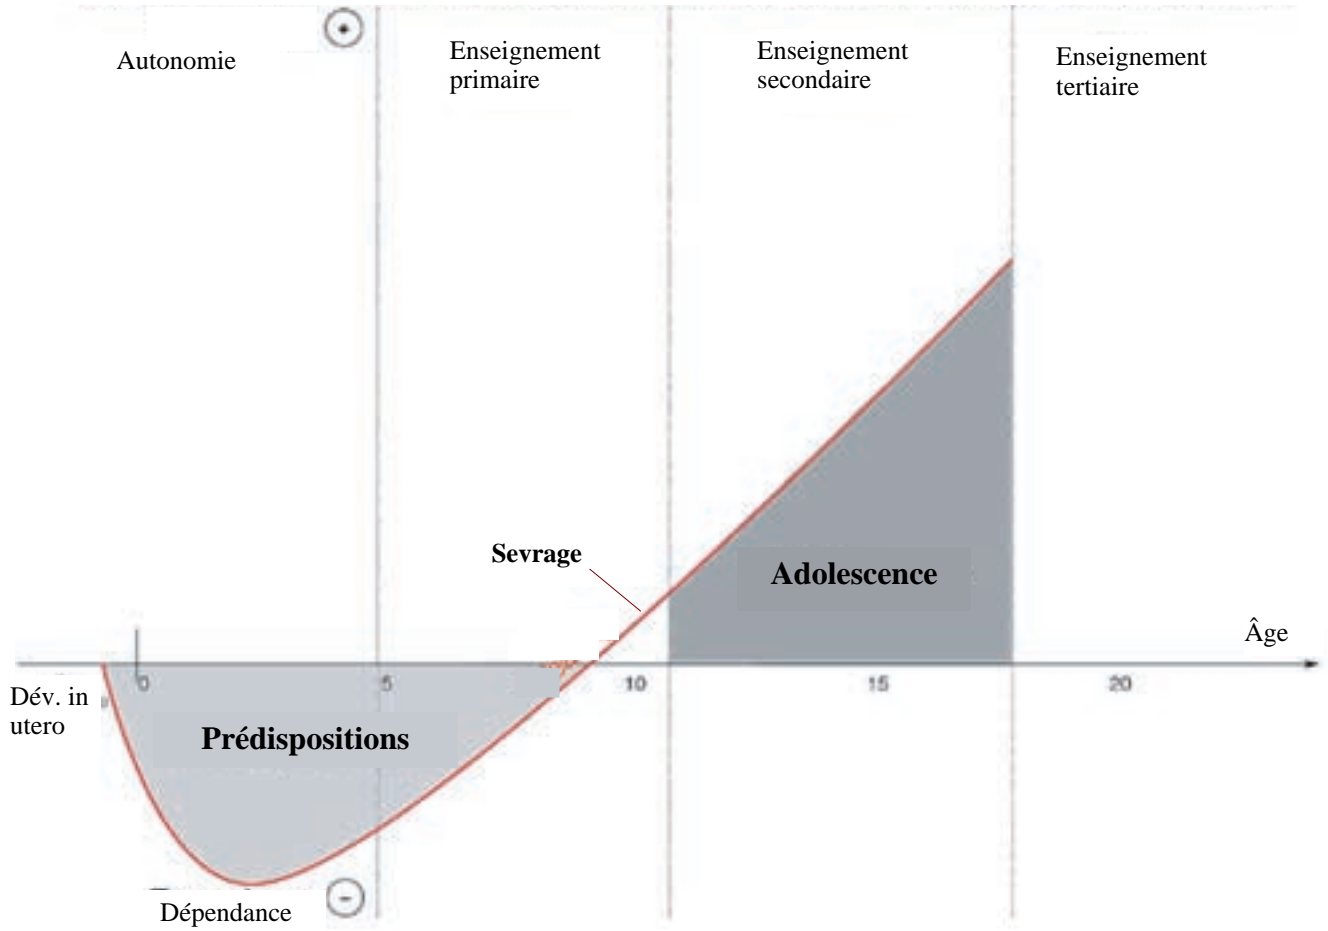 +
Autonomie
Enseignement
primaire
Enseignement
secondaire
Enseignement
tertiaire
Sevrage
Adolescence
Âge
0
5
10
15
20
Dév. in
utero
Prédispositions
Dépendance
-